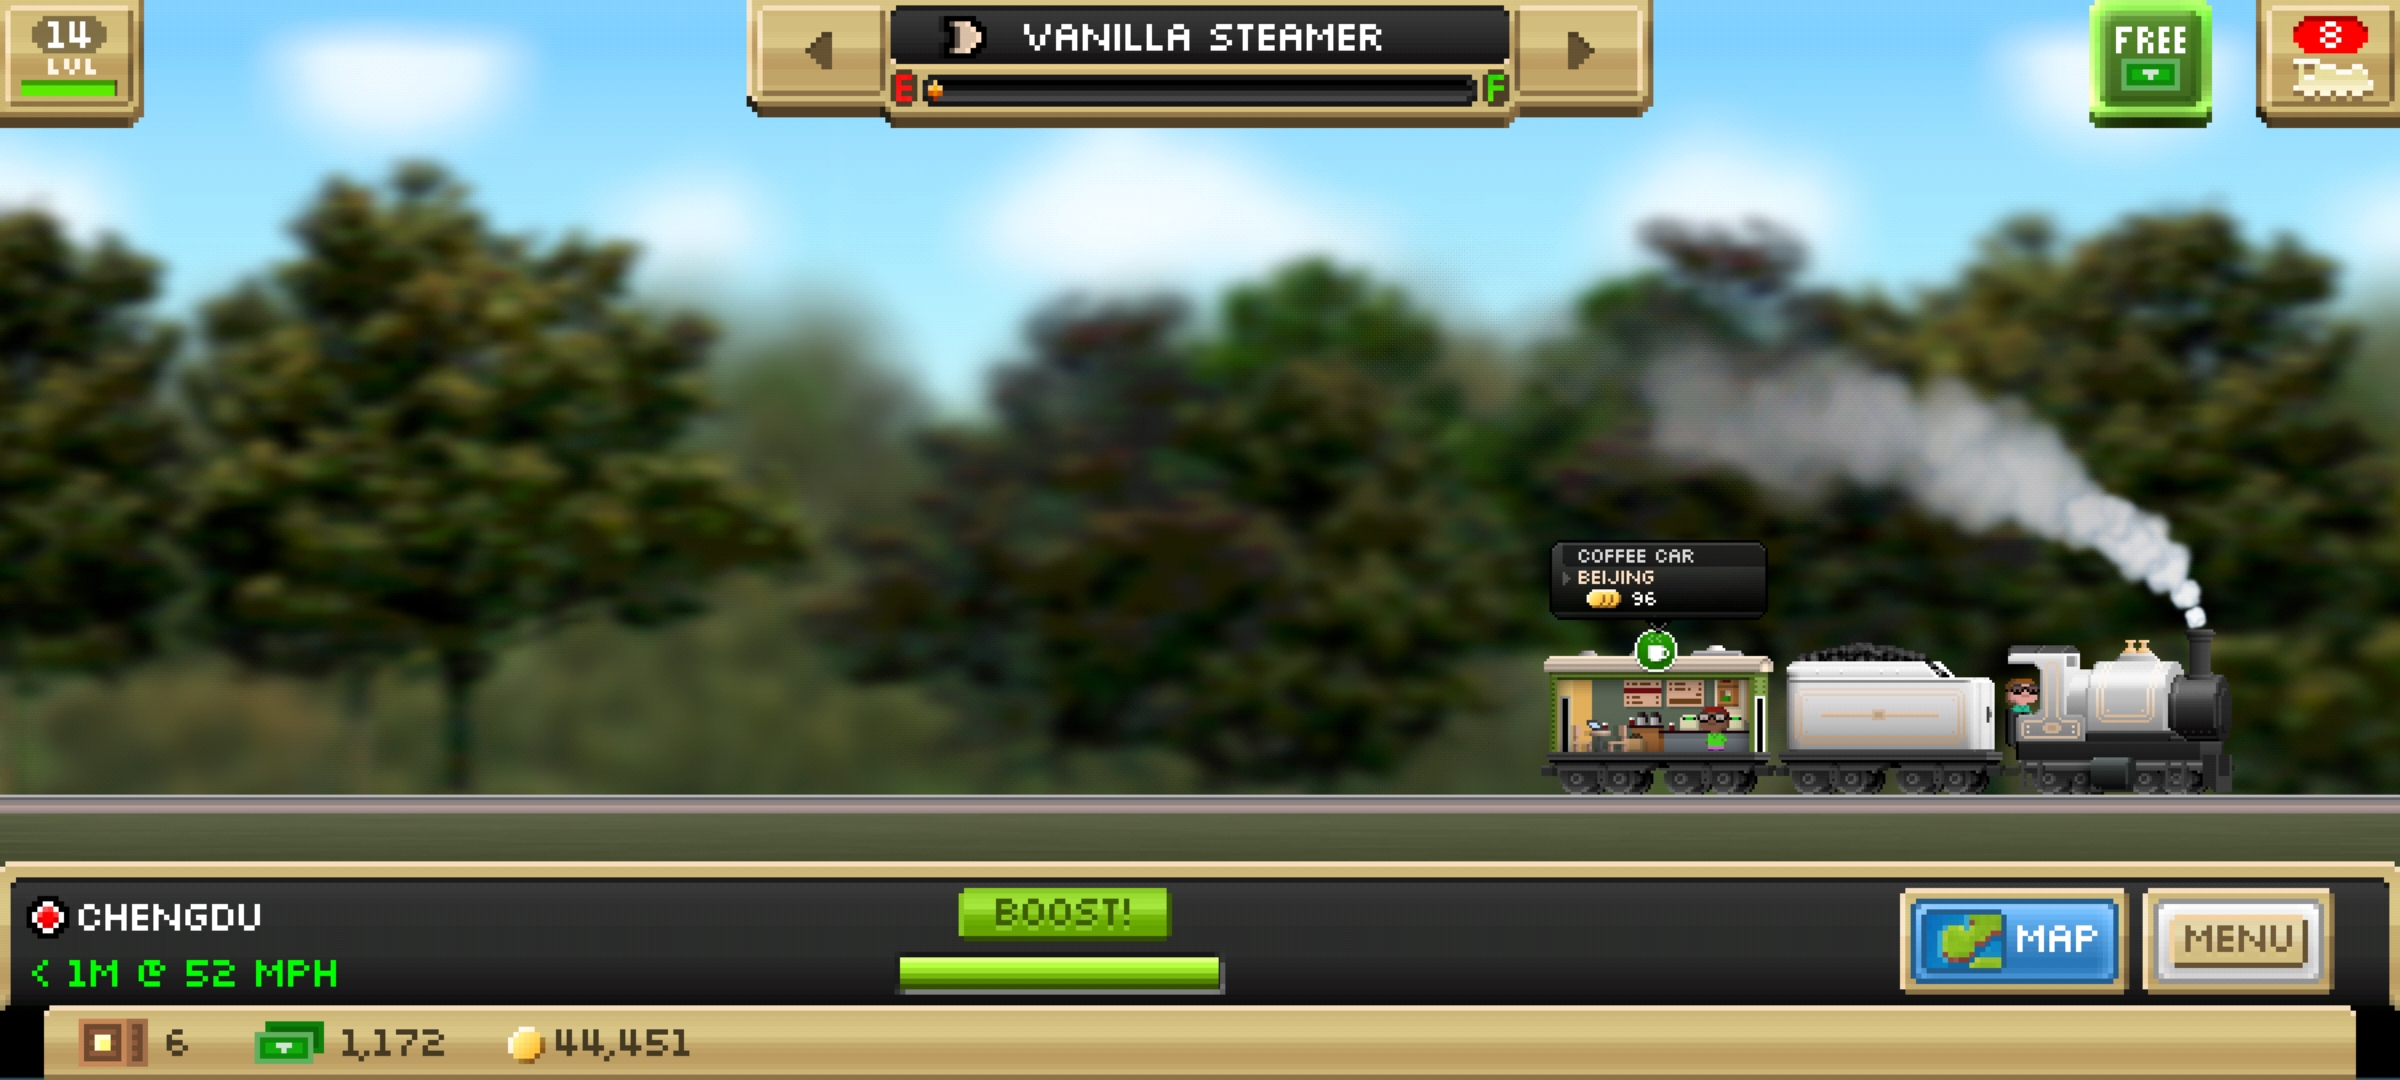 14
LVL
VANILLA STEAMER
E F
FREE
8
COFFEE CAR
BEIJING
96
CHENGDU
< 1M @ 52 MPH
BOOST!
MAP
MENU
6
1,172
44,451